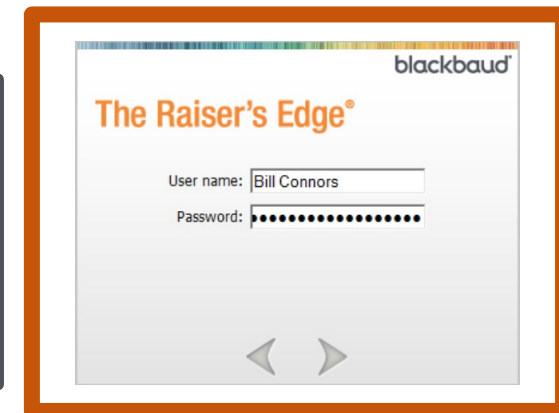 blackbaud
The Raiser's Edge®
User name: Bill Connors
Password: ••••••••••••••••••